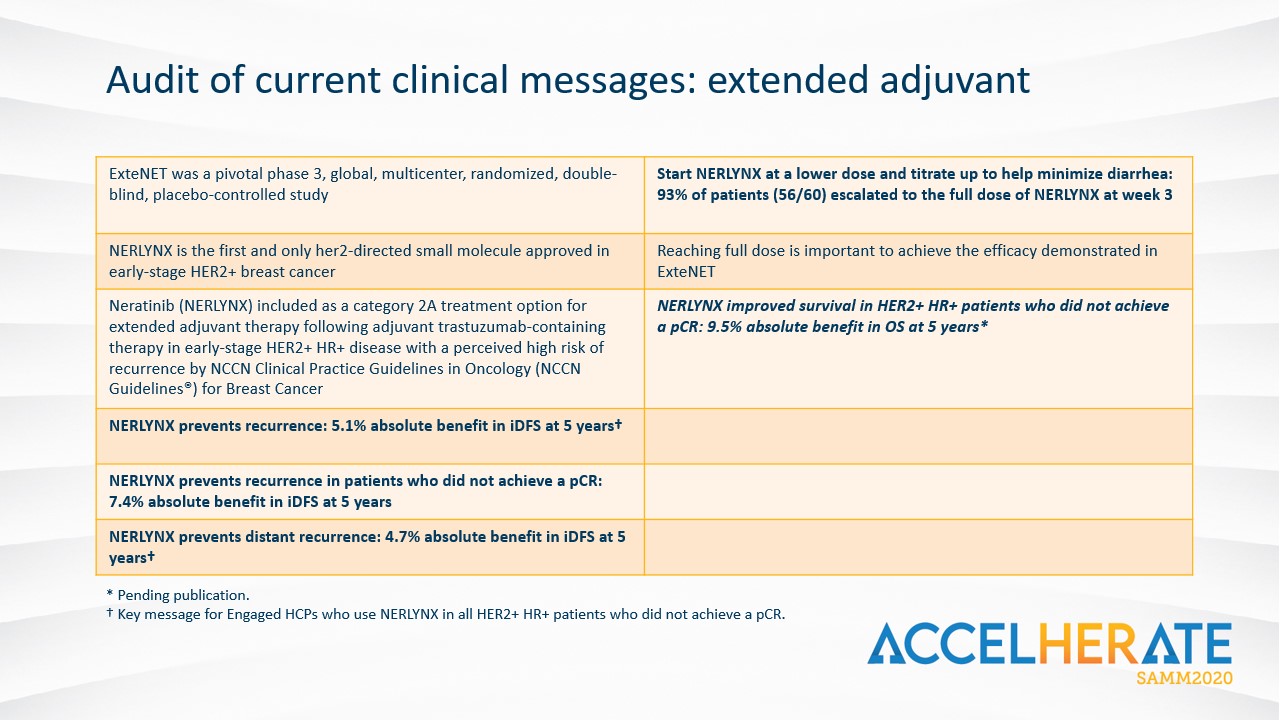 Audit of current clinical messages: extended adjuvant
ExteNET was a pivotal phase 3, global, multicenter, randomized, double-
blind, placebo-controlled study
Start NERLYNX at a lower dose and titrate up to help minimize diarrhea:
93% of patients (56/60) escalated to the full dose of NERLYNX at week 3
NERLYNX is the first and only her2-directed small molecule approved in
early-stage HER2+ breast cancer
Reaching full dose is important to achieve the efficacy demonstrated in
ExteNET
Neratinib (NERLYNX) included as a category 2A treatment option for
extended adjuvant therapy following adjuvant trastuzumab-containing
therapy in early-stage HER2+ HR+ disease with a perceived high risk of
recurrence by NCCN Clinical Practice Guidelines in Oncology (NCCN
Guidelines®) for Breast Cancer
NERLYNX improved survival in HER2+ HR+ patients who did not achieve
a pCR: 9.5% absolute benefit in OS at 5 years*
NERLYNX prevents recurrence: 5.1% absolute benefit in iDFS at 5 years†
NERLYNX prevents recurrence in patients who did not achieve a pCR:
7.4% absolute benefit in iDFS at 5 years
NERLYNX prevents distant recurrence: 4.7% absolute benefit in iDFS at 5
years†
* Pending publication.
† Key message for Engaged HCPs who use NERLYNX in all HER2+ HR+ patients who did not achieve a pCR.
ACCELHERATE
SAMM2020